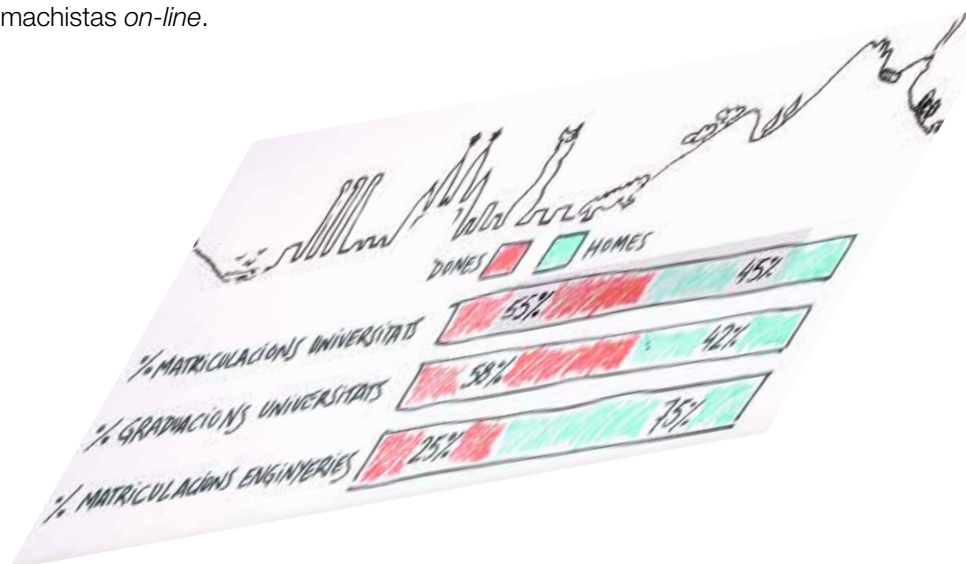 machistas on-line.
DONES HOMES
55% 45%
% MATRICULACIONS UNIVERSITATS
58% 42%
% GRADUACIONS UNIVERSITATS
25% 75%
% MATRICULACIONS ENGINYERIES